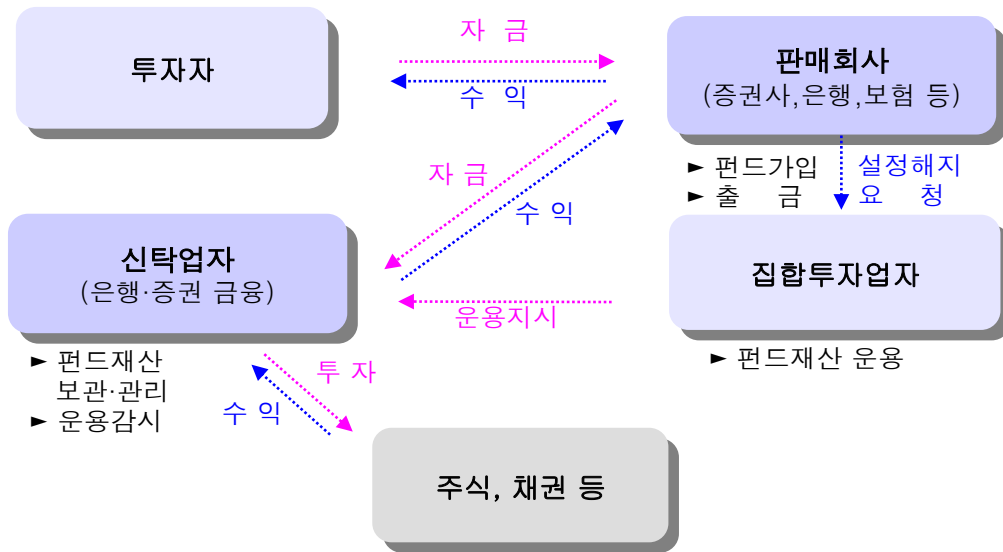 투자자
자 금
수 익
판매회사
(증권사,은행,보험 등)
► 펀드가입
► 출 금
설정해지
요 청
자 금
수 익
신탁업자
(은행·증권 금융)
집합투자업자
운용지시
► 펀드재산
보관·관리
► 운용감시
► 펀드재산 운용
투 자
수 익
주식, 채권 등